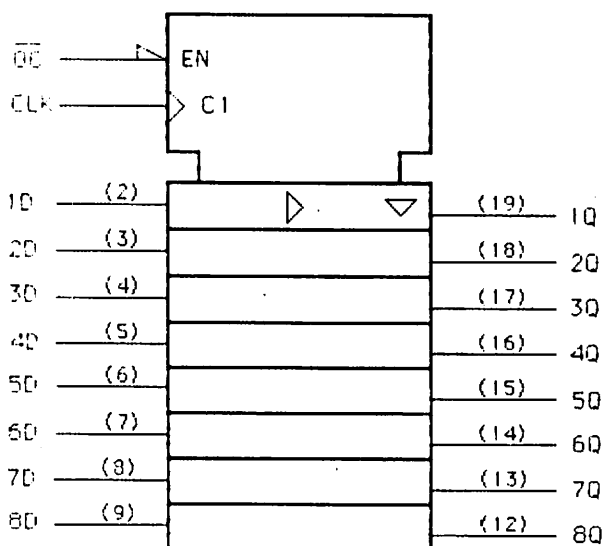 OC EN
CLK C1
1D (2) (19) 1Q
2D (3) (18) 2Q
3D (4) (17) 3Q
4D (5) (16) 4Q
5D (6) (15) 5Q
6D (7) (14) 6Q
7D (8) (13) 7Q
8D (9) (12) 8Q